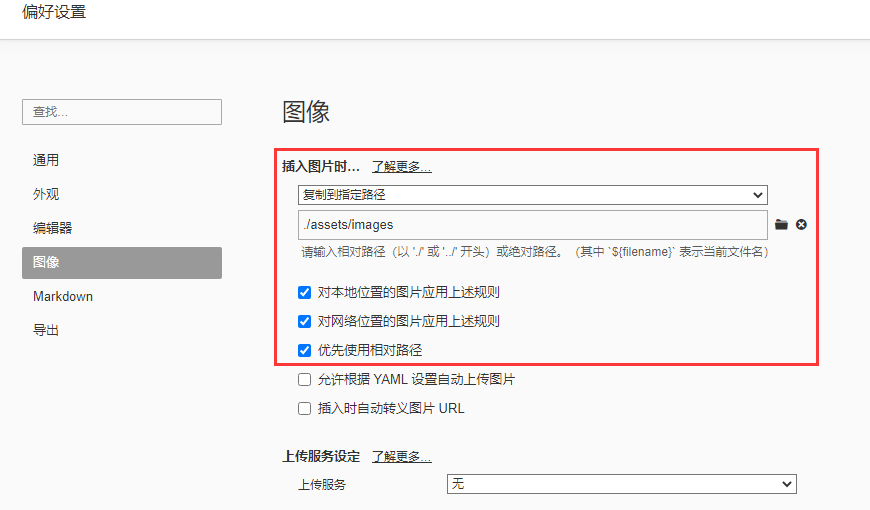 偏好设置
查找...
通用
外观
编辑器
图像
Markdown
导出
图像
插入图片时... 了解更多...
复制到指定路径
./assets/images
请输入相对路径（以 './' 或 '../' 开头）或绝对路径。（其中 `${filename}` 表示当前文件名）
对本地位置的图片应用上述规则
对网络位置的图片应用上述规则
优先使用相对路径
允许根据 YAML 设置自动上传图片
插入时自动转义图片 URL
上传服务设定 了解更多...
上传服务 无